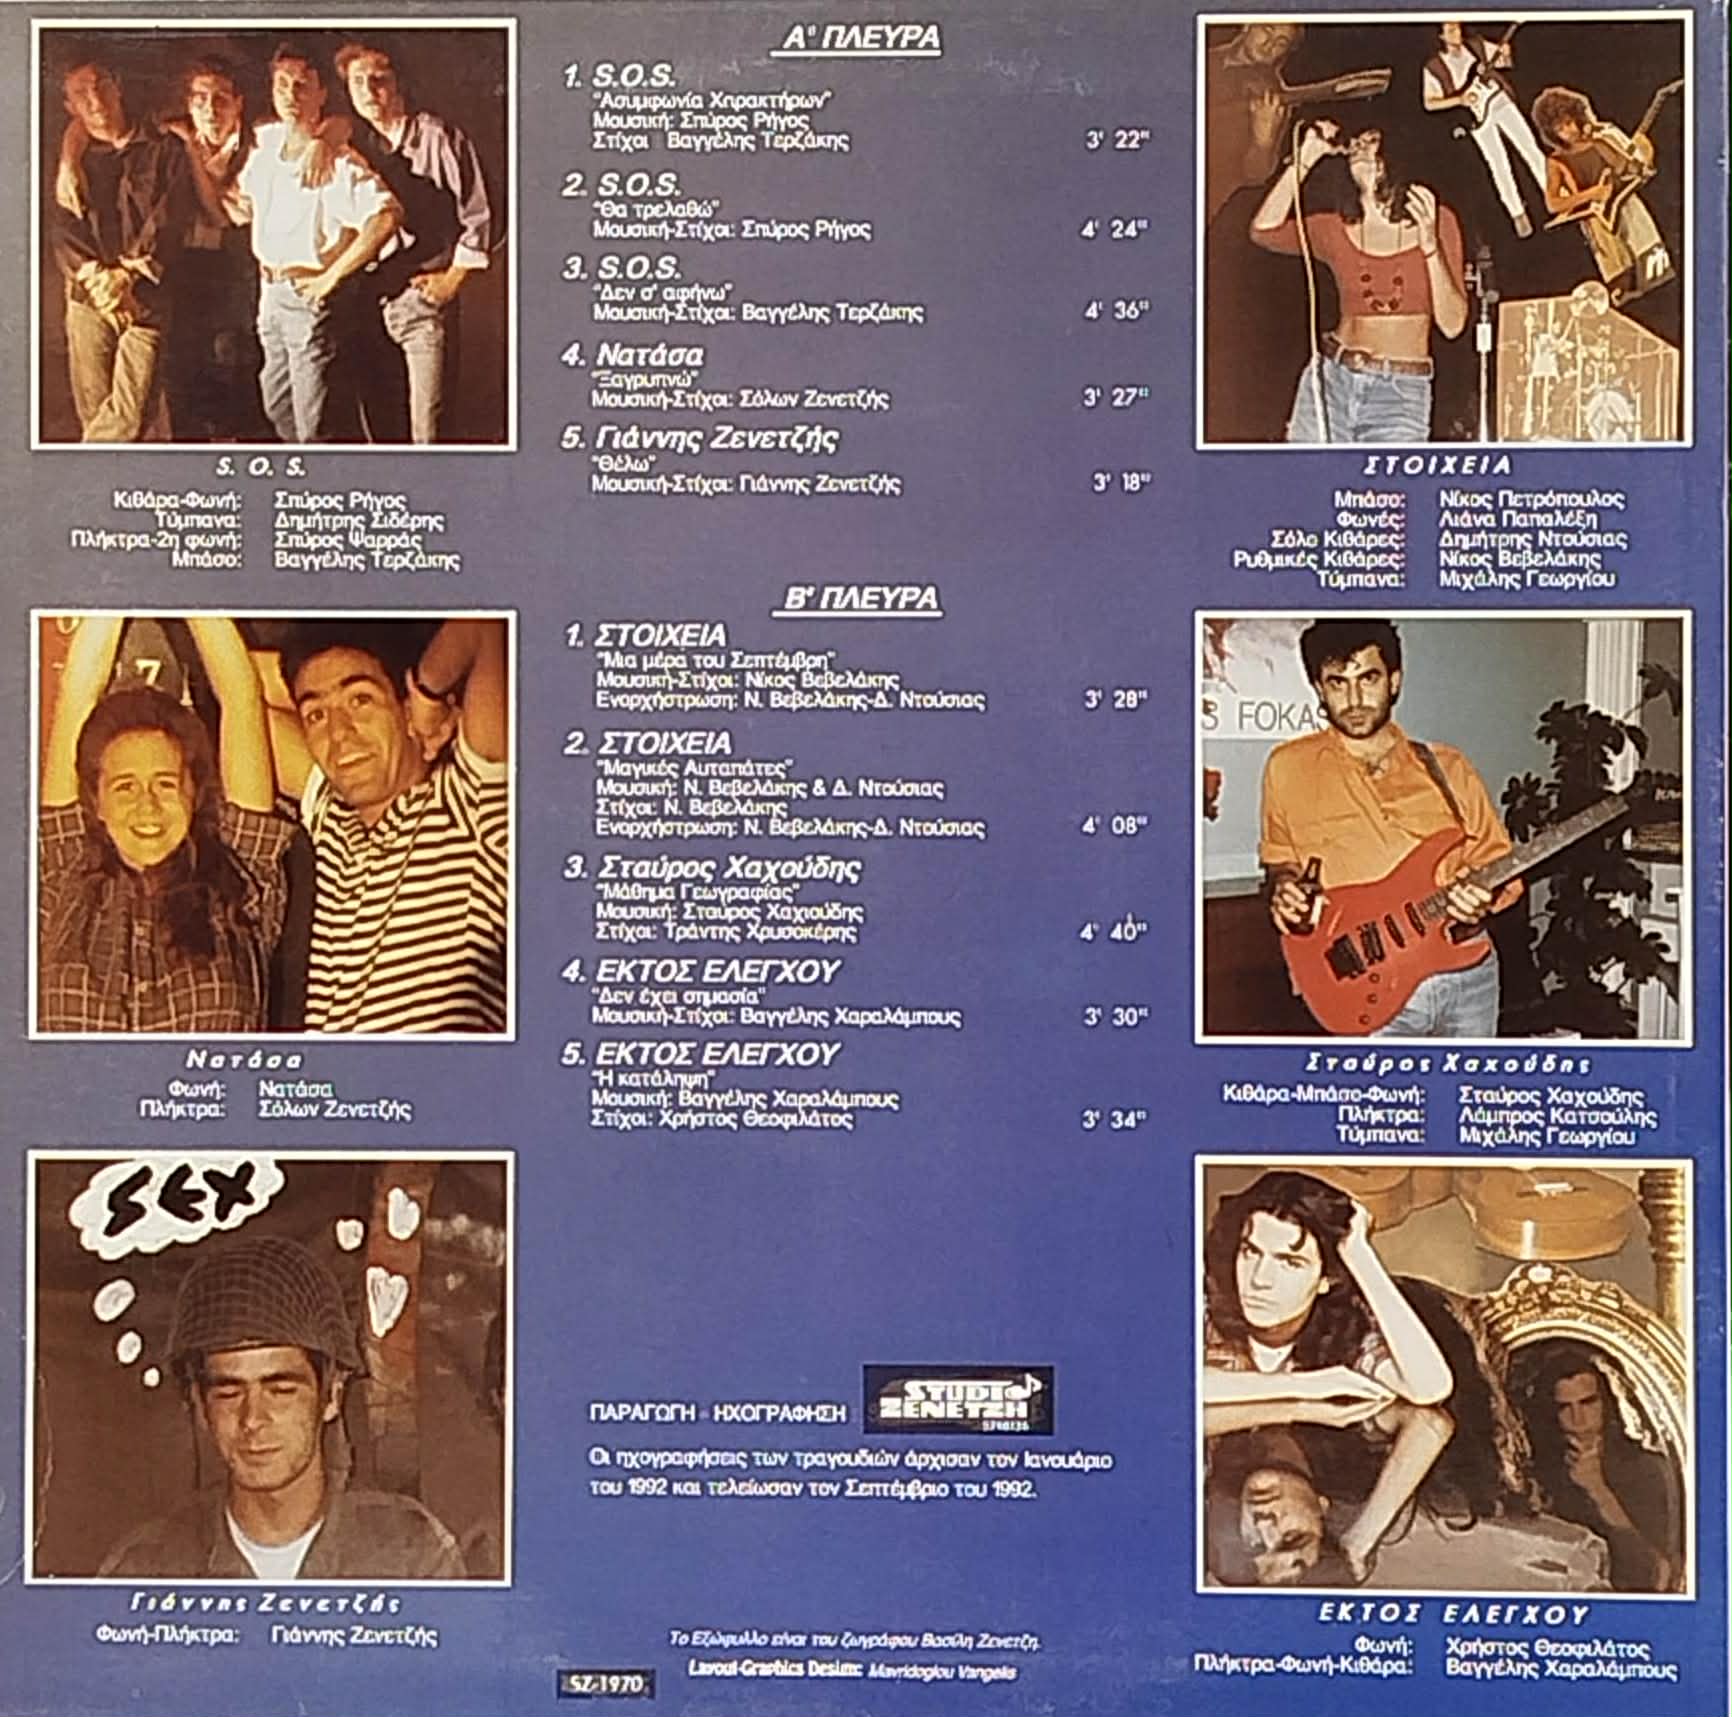 Α' ΠΛΕΥΡΑ
1. S.O.S.
"Ασυμφωνία Χαρακτήρων"
Μουσική: Σπύρος Ρήγος
Στίχοι Βαγγέλης Τερζάκης 3' 22"
2. S.O.S.
"Θα τρελαθώ"
Μουσική-Στίχοι: Σπύρος Ρήγος 4' 24"
3. S.O.S.
"Δεν σ' αφήνω"
Μουσική-Στίχοι: Βαγγέλης Τερζάκης 4' 36"
4. Νατάσα
"Ξαγρυπνώ"
Μουσική-Στίχοι: Σόλων Ζενετζής 3' 27"
5. Γιάννης Ζενετζής
"Θέλω"
Μουσική-Στίχοι: Γιάννης Ζενετζής 3' 18"
Β' ΠΛΕΥΡΑ
1. ΣΤΟΙΧΕΙΑ
"Μια μέρα του Σεπτέμβρη"
Μουσική-Στίχοι: Νίκος Βεβελάκης
Ενορχήστρωση: Ν. Βεβελάκης-Δ. Ντούσιας 3' 28"
2. ΣΤΟΙΧΕΙΑ
"Μαγικές Αυταπάτες"
Μουσική: Ν. Βεβελάκης & Δ. Ντούσιας
Στίχοι: Ν. Βεβελάκης
Ενορχήστρωση: Ν. Βεβελάκης-Δ. Ντούσιας 4' 08"
3. Σταύρος Χαχούδης
"Μάθημα Γεωγραφίας"
Μουσική: Σταύρος Χαχιούδης
Στίχοι: Τράντης Χρυσοκέρης 4' 40"
4. ΕΚΤΟΣ ΕΛΕΓΧΟΥ
"Δεν έχει σημασία"
Μουσική-Στίχοι: Βαγγέλης Χαραλάμπους 3' 30"
5. ΕΚΤΟΣ ΕΛΕΓΧΟΥ
"Η κατάληψη"
Μουσική: Βαγγέλης Χαραλάμπους
Στίχοι: Χρήστος Θεοφιλάτος 3' 34"
S. O. S.
Κιθάρα-Φωνή: Σπύρος Ρήγος
Τύμπανα: Δημήτρης Σιδέρης
Πλήκτρα-2η φωνή: Σπύρος Ψαρράς
Μπάσο: Βαγγέλης Τερζάκης
7
Νατάσα
Φωνή: Νατάσα
Πλήκτρα: Σόλων Ζενετζής
SEX
Γιάννης Ζενετζής
Φωνή-Πλήκτρα: Γιάννης Ζενετζής
ΣΤΟΙΧΕΙΑ
Μπάσο: Νίκος Πετρόπουλος
Φωνές: Λιάνα Παπαλέξη
Σόλο Κιθάρες: Δημήτρης Ντούσιας
Ρυθμικές Κιθάρες: Νίκος Βεβελάκης
Τύμπανα: Μιχάλης Γεωργίου
S FOKAS
Σταύρος Χαχούδης
Κιθάρα-Μπάσο-Φωνή: Σταύρος Χαχούδης
Πλήκτρα: Λάμπρος Κατσούλης
Τύμπανα: Μιχάλης Γεωργίου
ΕΚΤΟΣ ΕΛΕΓΧΟΥ
Φωνή: Χρήστος Θεοφιλάτος
Πλήκτρα-Φωνή-Κιθάρα: Βαγγέλης Χαραλάμπους
ΠΑΡΑΓΩΓΗ - ΗΧΟΓΡΑΦΗΣΗ STUDIO
ZENETZH
Οι ηχογραφήσεις των τραγουδιών άρχισαν τον Ιανουάριο
του 1992 και τελείωσαν τον Σεπτέμβριο του 1992.
Το Εξώφυλλο είναι του ζωγράφου Βασίλη Ζενετζή.
Layout-Graphics Design: Mavridoglou Vangelis
SZ-1970